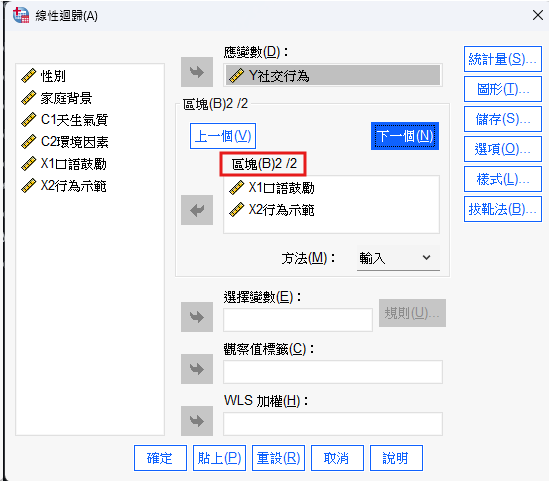 線性迴歸(A)
性別
家庭背景
C1天生氣質
C2環境因素
X1口語鼓勵
X2行為示範
應變數(D)：
Y社交行為
區塊(B)2 /2
上一個(V)
下一個(N)
區塊(B)2 /2
X1口語鼓勵
X2行為示範
方法(M)：
輸入
選擇變數(E)：
規則(U)...
觀察值標籤(C)：
WLS 加權(H)：
統計量(S)...
圖形(T)...
儲存(S)...
選項(O)...
樣式(L)...
拔靴法(B)...
確定
貼上(P)
重設(R)
取消
說明